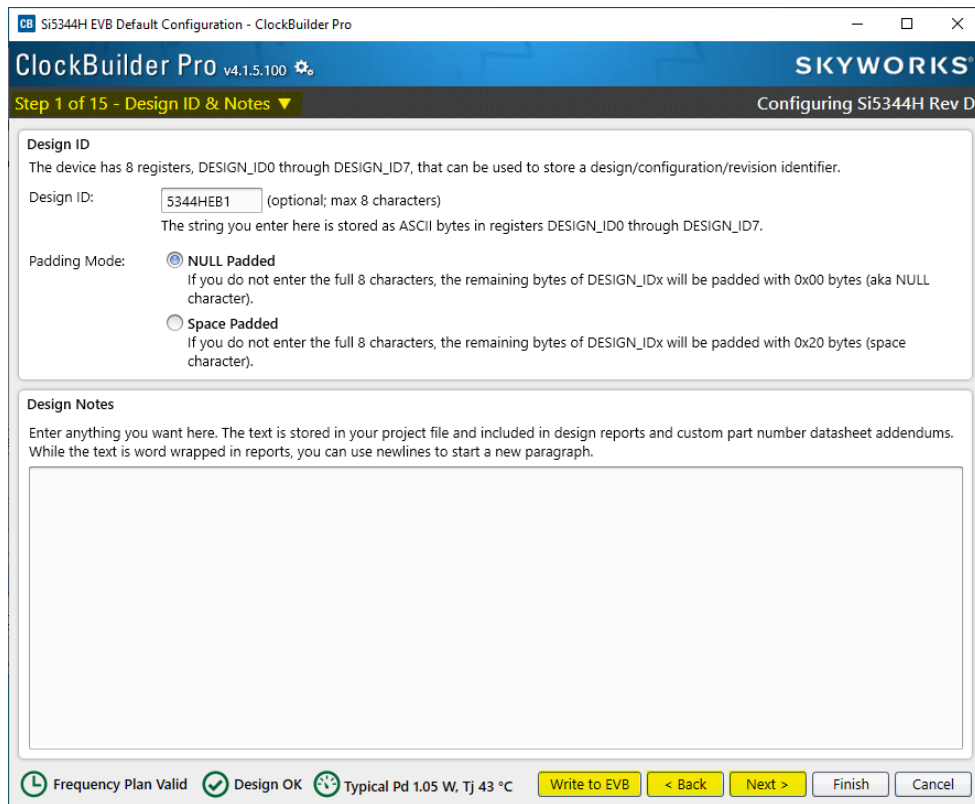 CB Si5344H EVB Default Configuration - ClockBuilder Pro
ClockBuilder Pro v4.1.5.100
SKYWORKS
Step 1 of 15 - Design ID & Notes ▼
Configuring Si5344H Rev D
Design ID
The device has 8 registers, DESIGN_ID0 through DESIGN_ID7, that can be used to store a design/configuration/revision identifier.
Design ID: 5344HEB1 (optional; max 8 characters)
The string you enter here is stored as ASCII bytes in registers DESIGN_ID0 through DESIGN_ID7.
Padding Mode: NULL Padded
If you do not enter the full 8 characters, the remaining bytes of DESIGN_IDx will be padded with 0x00 bytes (aka NULL
character).
Space Padded
If you do not enter the full 8 characters, the remaining bytes of DESIGN_IDx will be padded with 0x20 bytes (space
character).
Design Notes
Enter anything you want here. The text is stored in your project file and included in design reports and custom part number datasheet addendums.
While the text is word wrapped in reports, you can use newlines to start a new paragraph.
Frequency Plan Valid Design OK Typical Pd 1.05 W, Tj 43 °C Write to EVB < Back Next > Finish Cancel